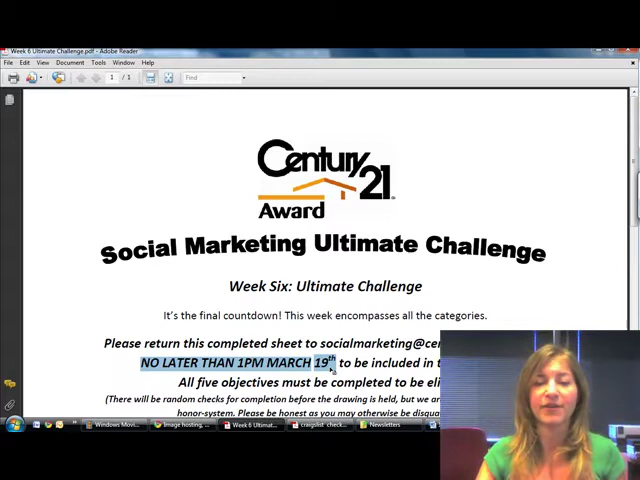 Week 6 Ultimate Challenge.pdf - Adobe Reader
File Edit View Document Tools Window Help
1 / 1 Find
Century 21
Award
Social Marketing Ultimate Challenge
Week Six: Ultimate Challenge
It's the final countdown! This week encompasses all the categories.
Please return this completed sheet to socialmarketing@
NO LATER THAN 1PM MARCH 19th to be included in
All five objectives must be completed to be
(There will be random checks for completion before the drawing is held, but we are
honor-system. Please be honest as you may otherwise be
Windows Movi... Image hosting, ... Week 6 Ultimat... craigslist check... Newsletters